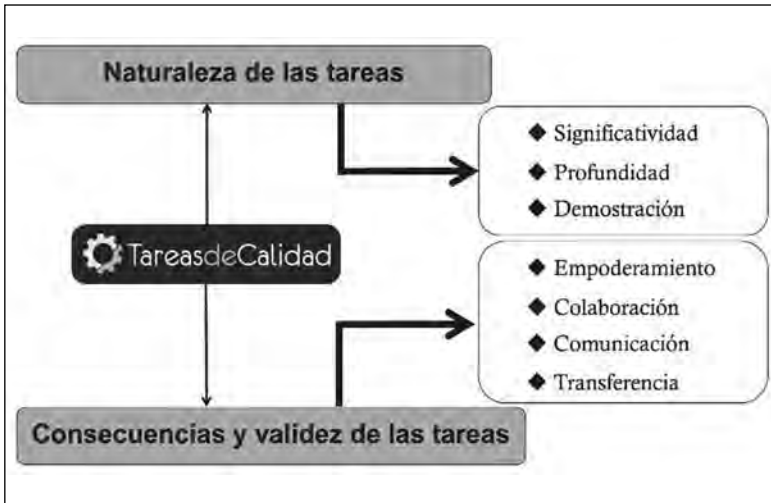 Naturaleza de las tareas
◆ Significatividad
◆ Profundidad
◆ Demostración
TareasdeCalidad
◆ Empoderamiento
◆ Colaboración
◆ Comunicación
◆ Transferencia
Consecuencias y validez de las tareas